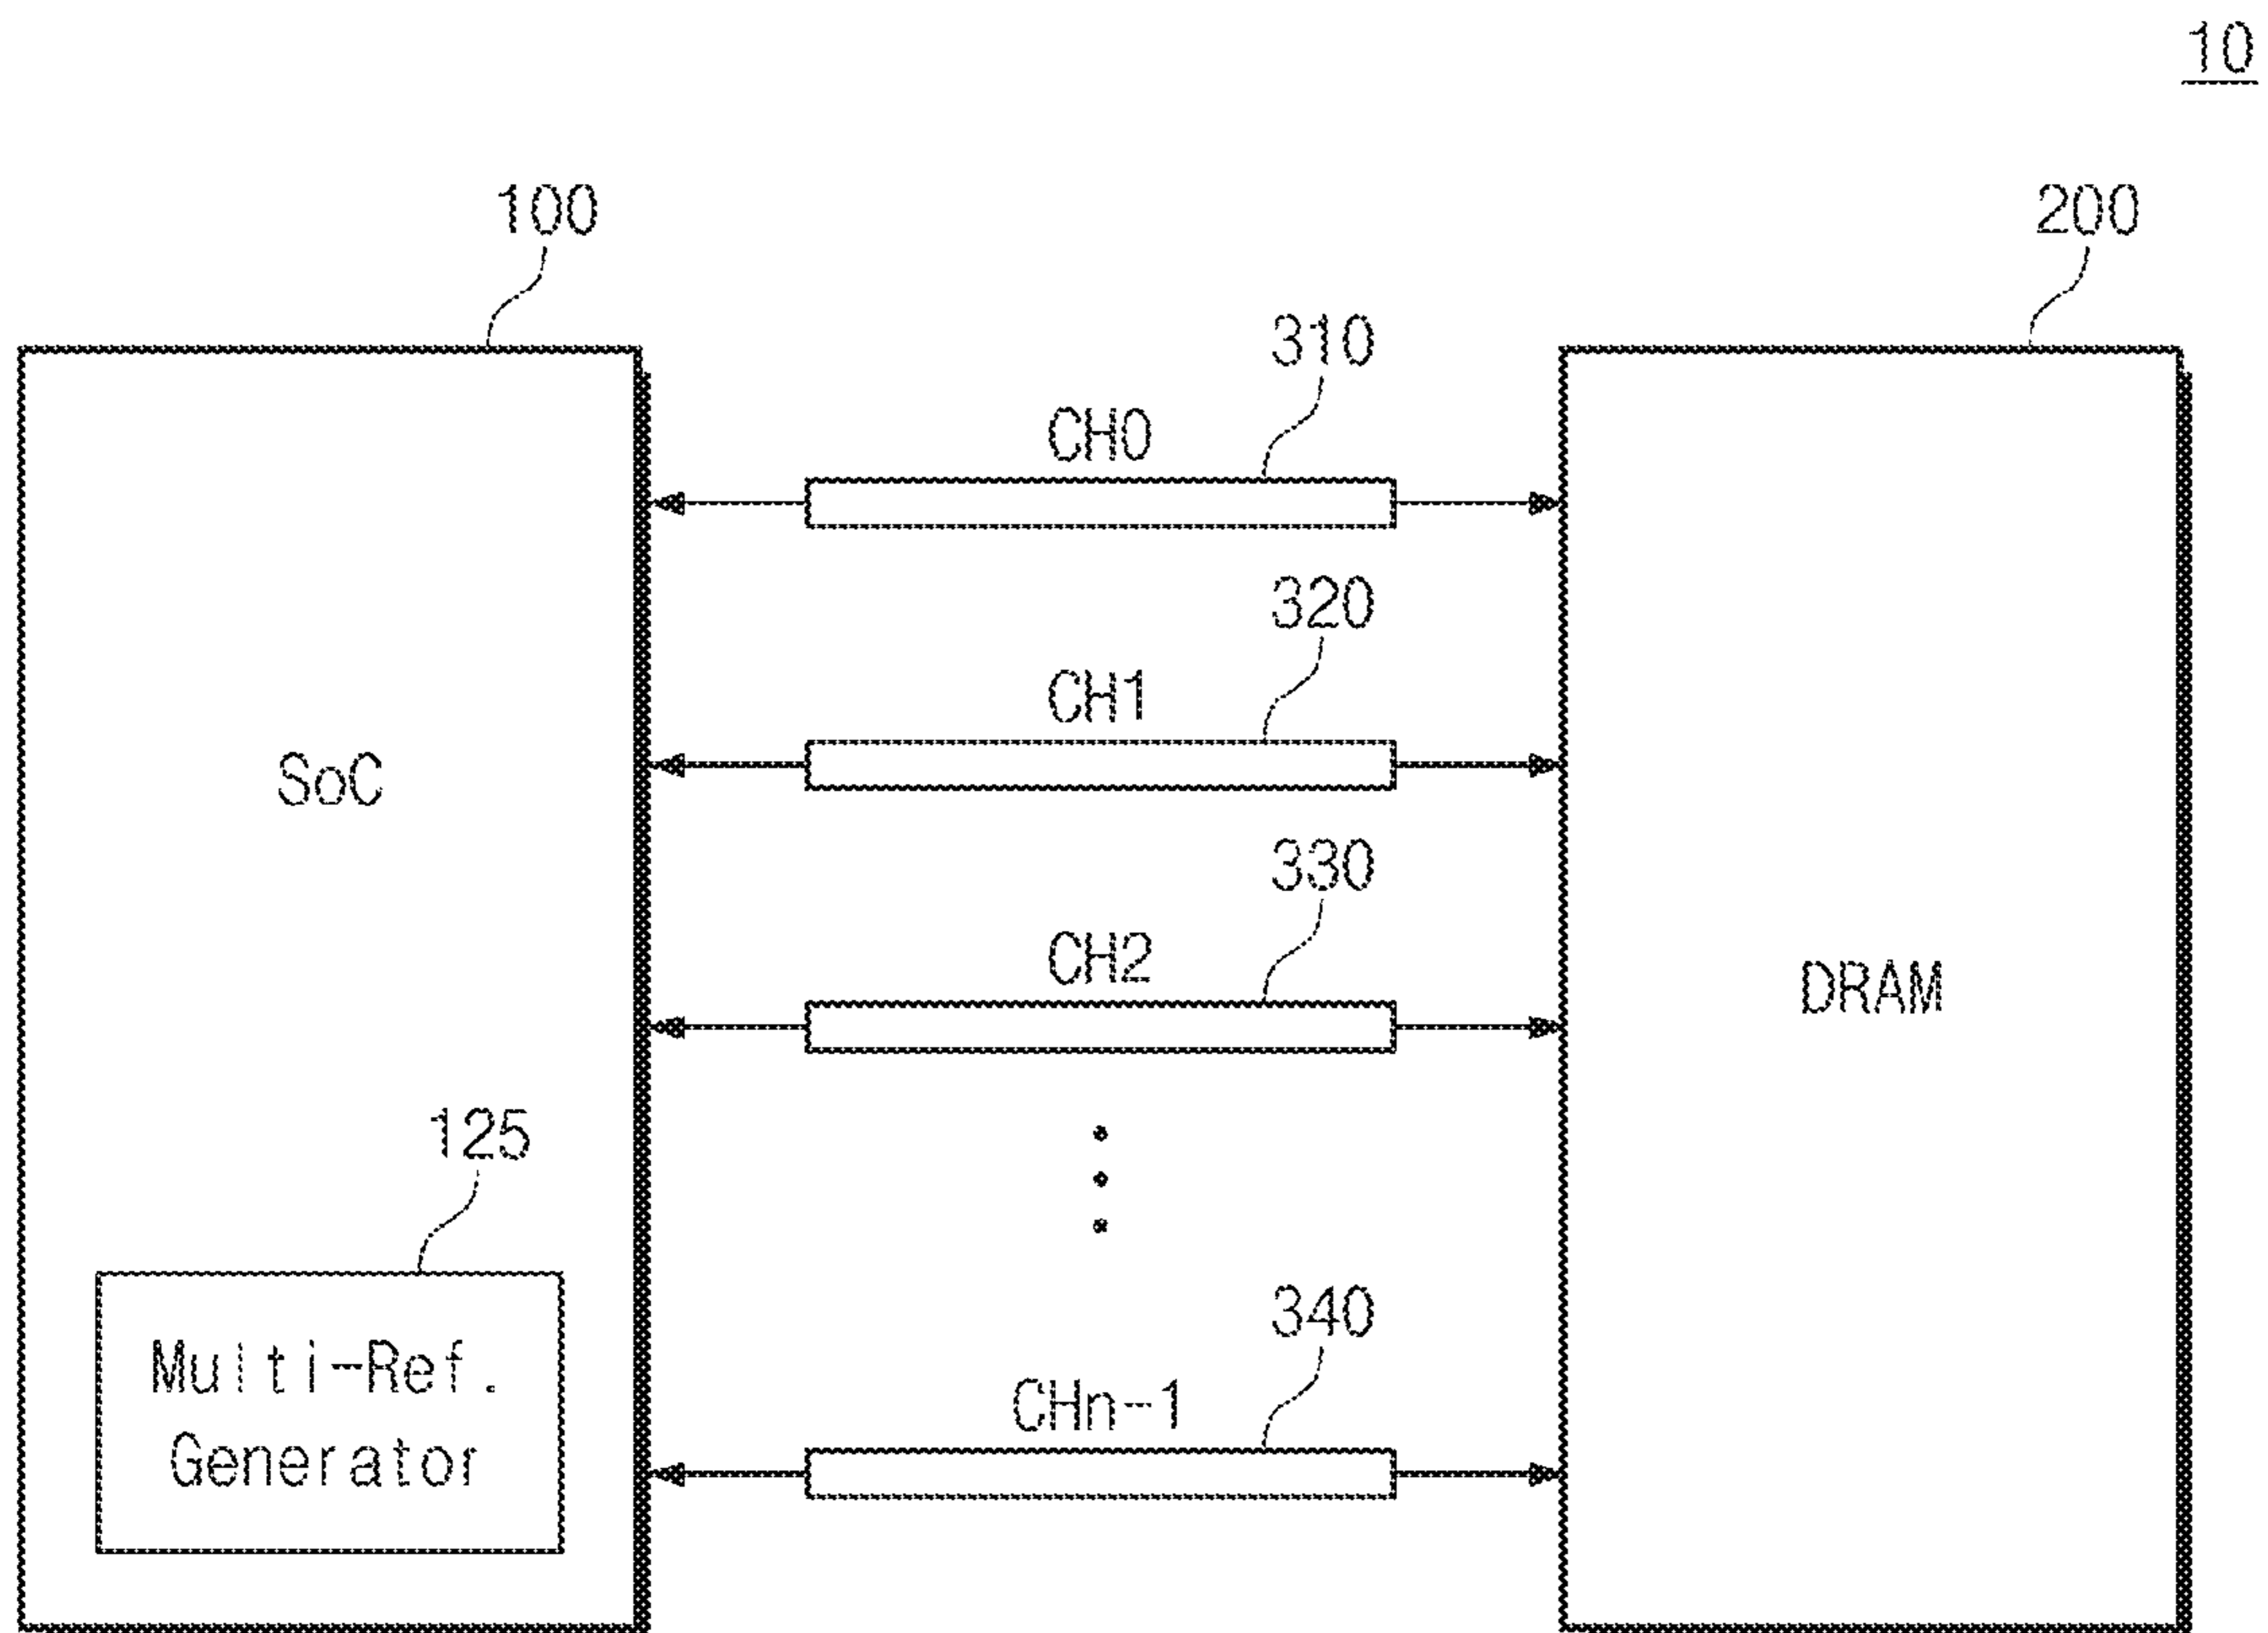 10
100
200
310
CH0
320
CH1
SoC
330
CH2
DRAM
125
340
Multi-Ref.
Generator
CHn-1